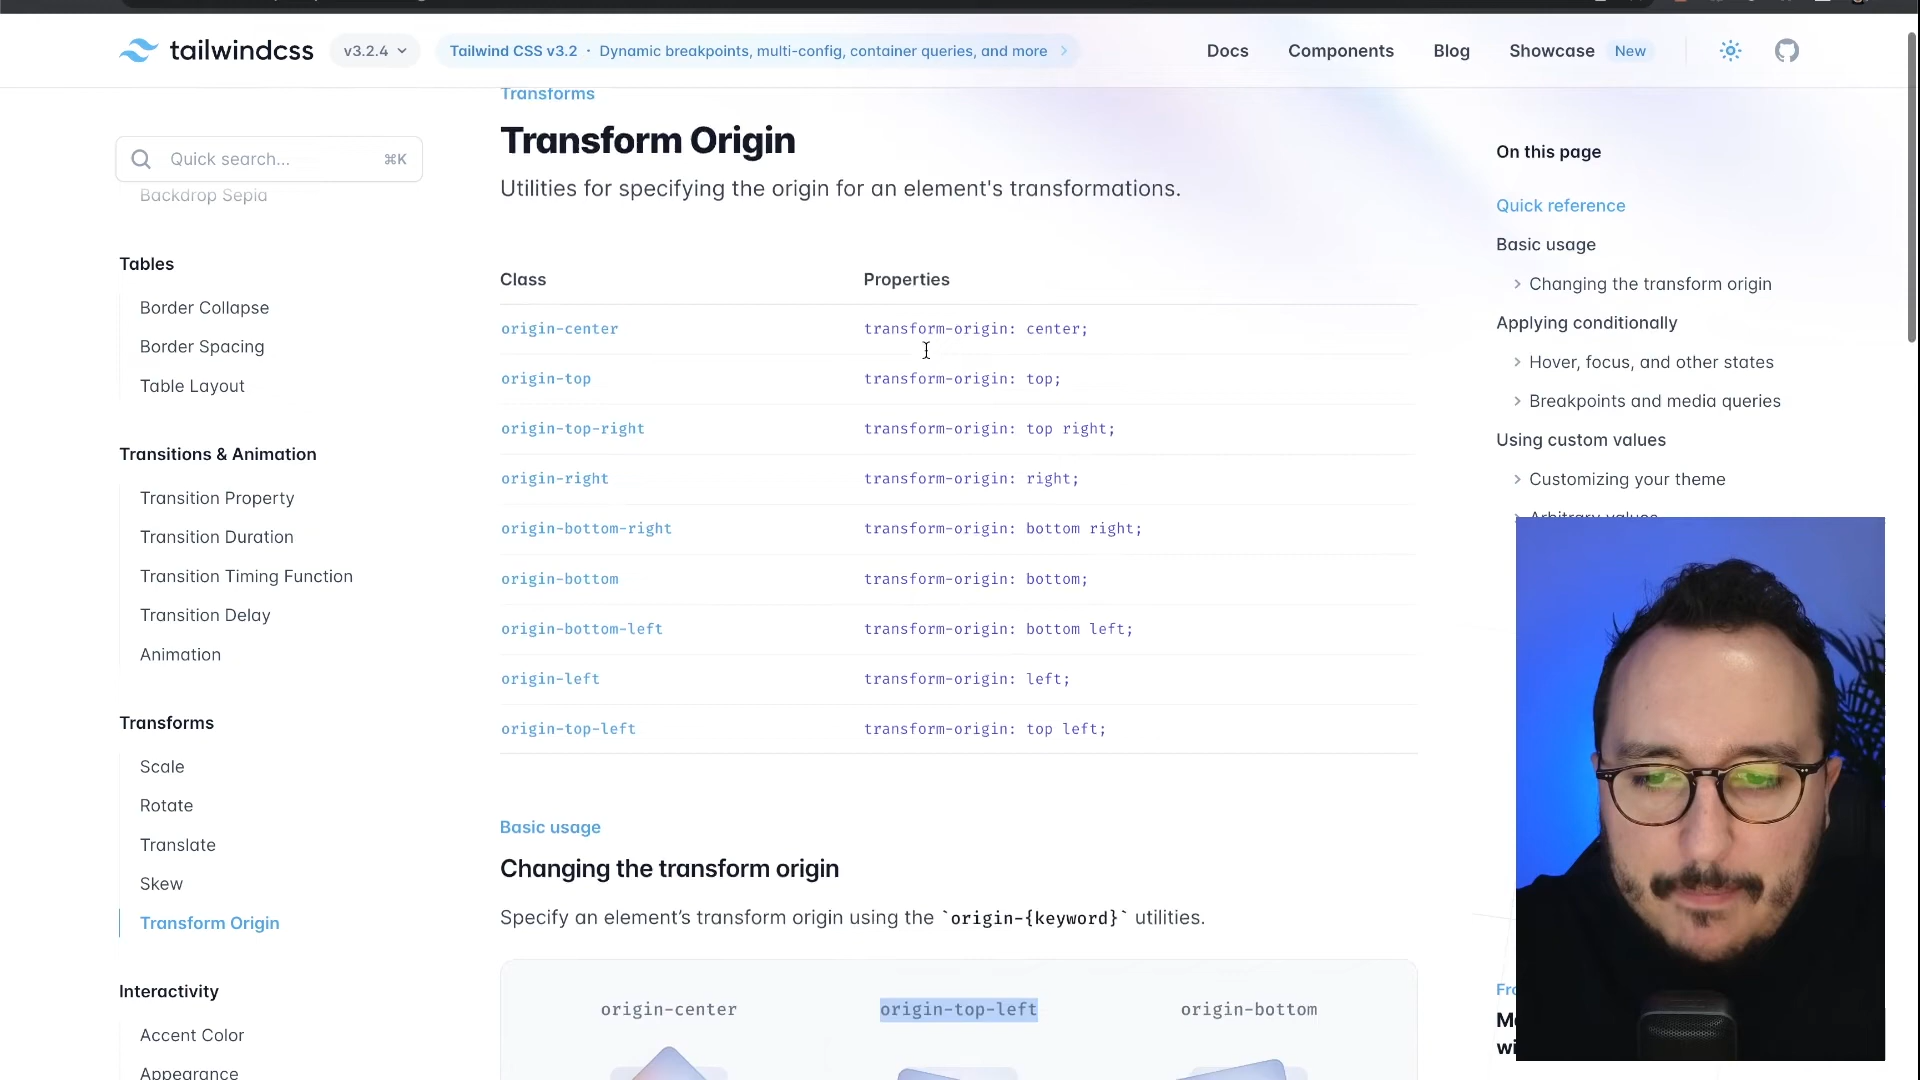 tailwindcss
v3.2.4
Tailwind CSS v3.2 · Dynamic breakpoints, multi-config, container queries, and more
Docs
Components
Blog
Showcase
New
Quick search...
⌘K
Backdrop Sepia
Tables
Border Collapse
Border Spacing
Table Layout
Transitions & Animation
Transition Property
Transition Duration
Transition Timing Function
Transition Delay
Animation
Transforms
Scale
Rotate
Translate
Skew
Transform Origin
Interactivity
Accent Color
Appearance
Transforms
Transform Origin
Utilities for specifying the origin for an element's transformations.
Class Properties
origin-center transform-origin: center;
origin-top transform-origin: top;
origin-top-right transform-origin: top right;
origin-right transform-origin: right;
origin-bottom-right transform-origin: bottom right;
origin-bottom transform-origin: bottom;
origin-bottom-left transform-origin: bottom left;
origin-left transform-origin: left;
origin-top-left transform-origin: top left;
Basic usage
Changing the transform origin
Specify an element’s transform origin using the `origin-{keyword}` utilities.
origin-center origin-top-left origin-bottom
On this page
Quick reference
Basic usage
Changing the transform origin
Applying conditionally
Hover, focus, and other states
Breakpoints and media queries
Using custom values
Customizing your theme